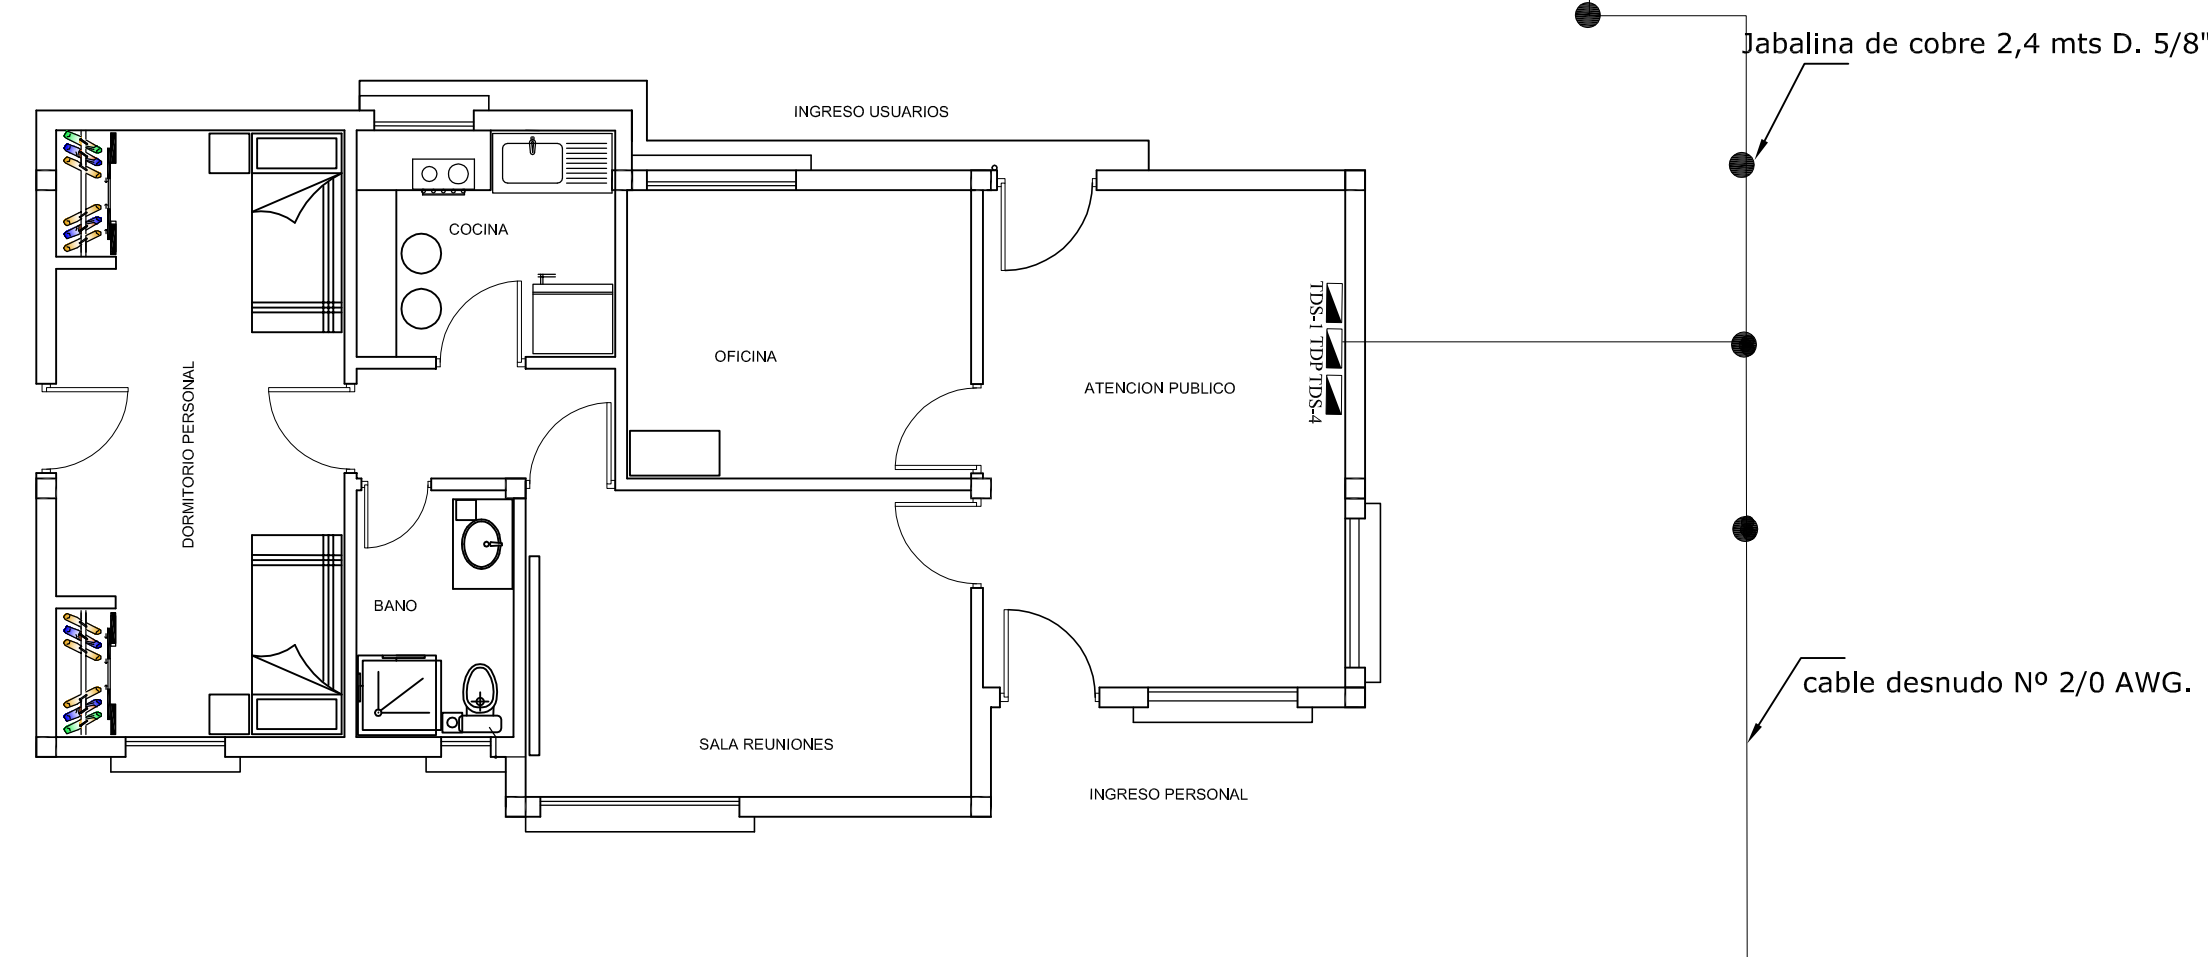 Jabalina de cobre 2,4 mts D. 5/8"
INGRESO USUARIOS
COCINA
OFICINA
ATENCION PUBLICO
TDS-1
TDP
TDS-4
DORMITORIO PERSONAL
BANO
SALA REUNIONES
INGRESO PERSONAL
cable desnudo Nº 2/0 AWG.